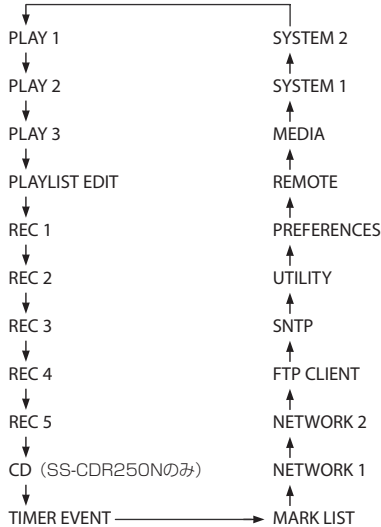 PLAY 1
PLAY 2
PLAY 3
PLAYLIST EDIT
REC 1
REC 2
REC 3
REC 4
REC 5
CD（SS-CDR250Nのみ）
TIMER EVENT
MARK LIST
NETWORK 1
NETWORK 2
FTP CLIENT
SNTP
UTILITY
PREFERENCES
REMOTE
MEDIA
SYSTEM 1
SYSTEM 2